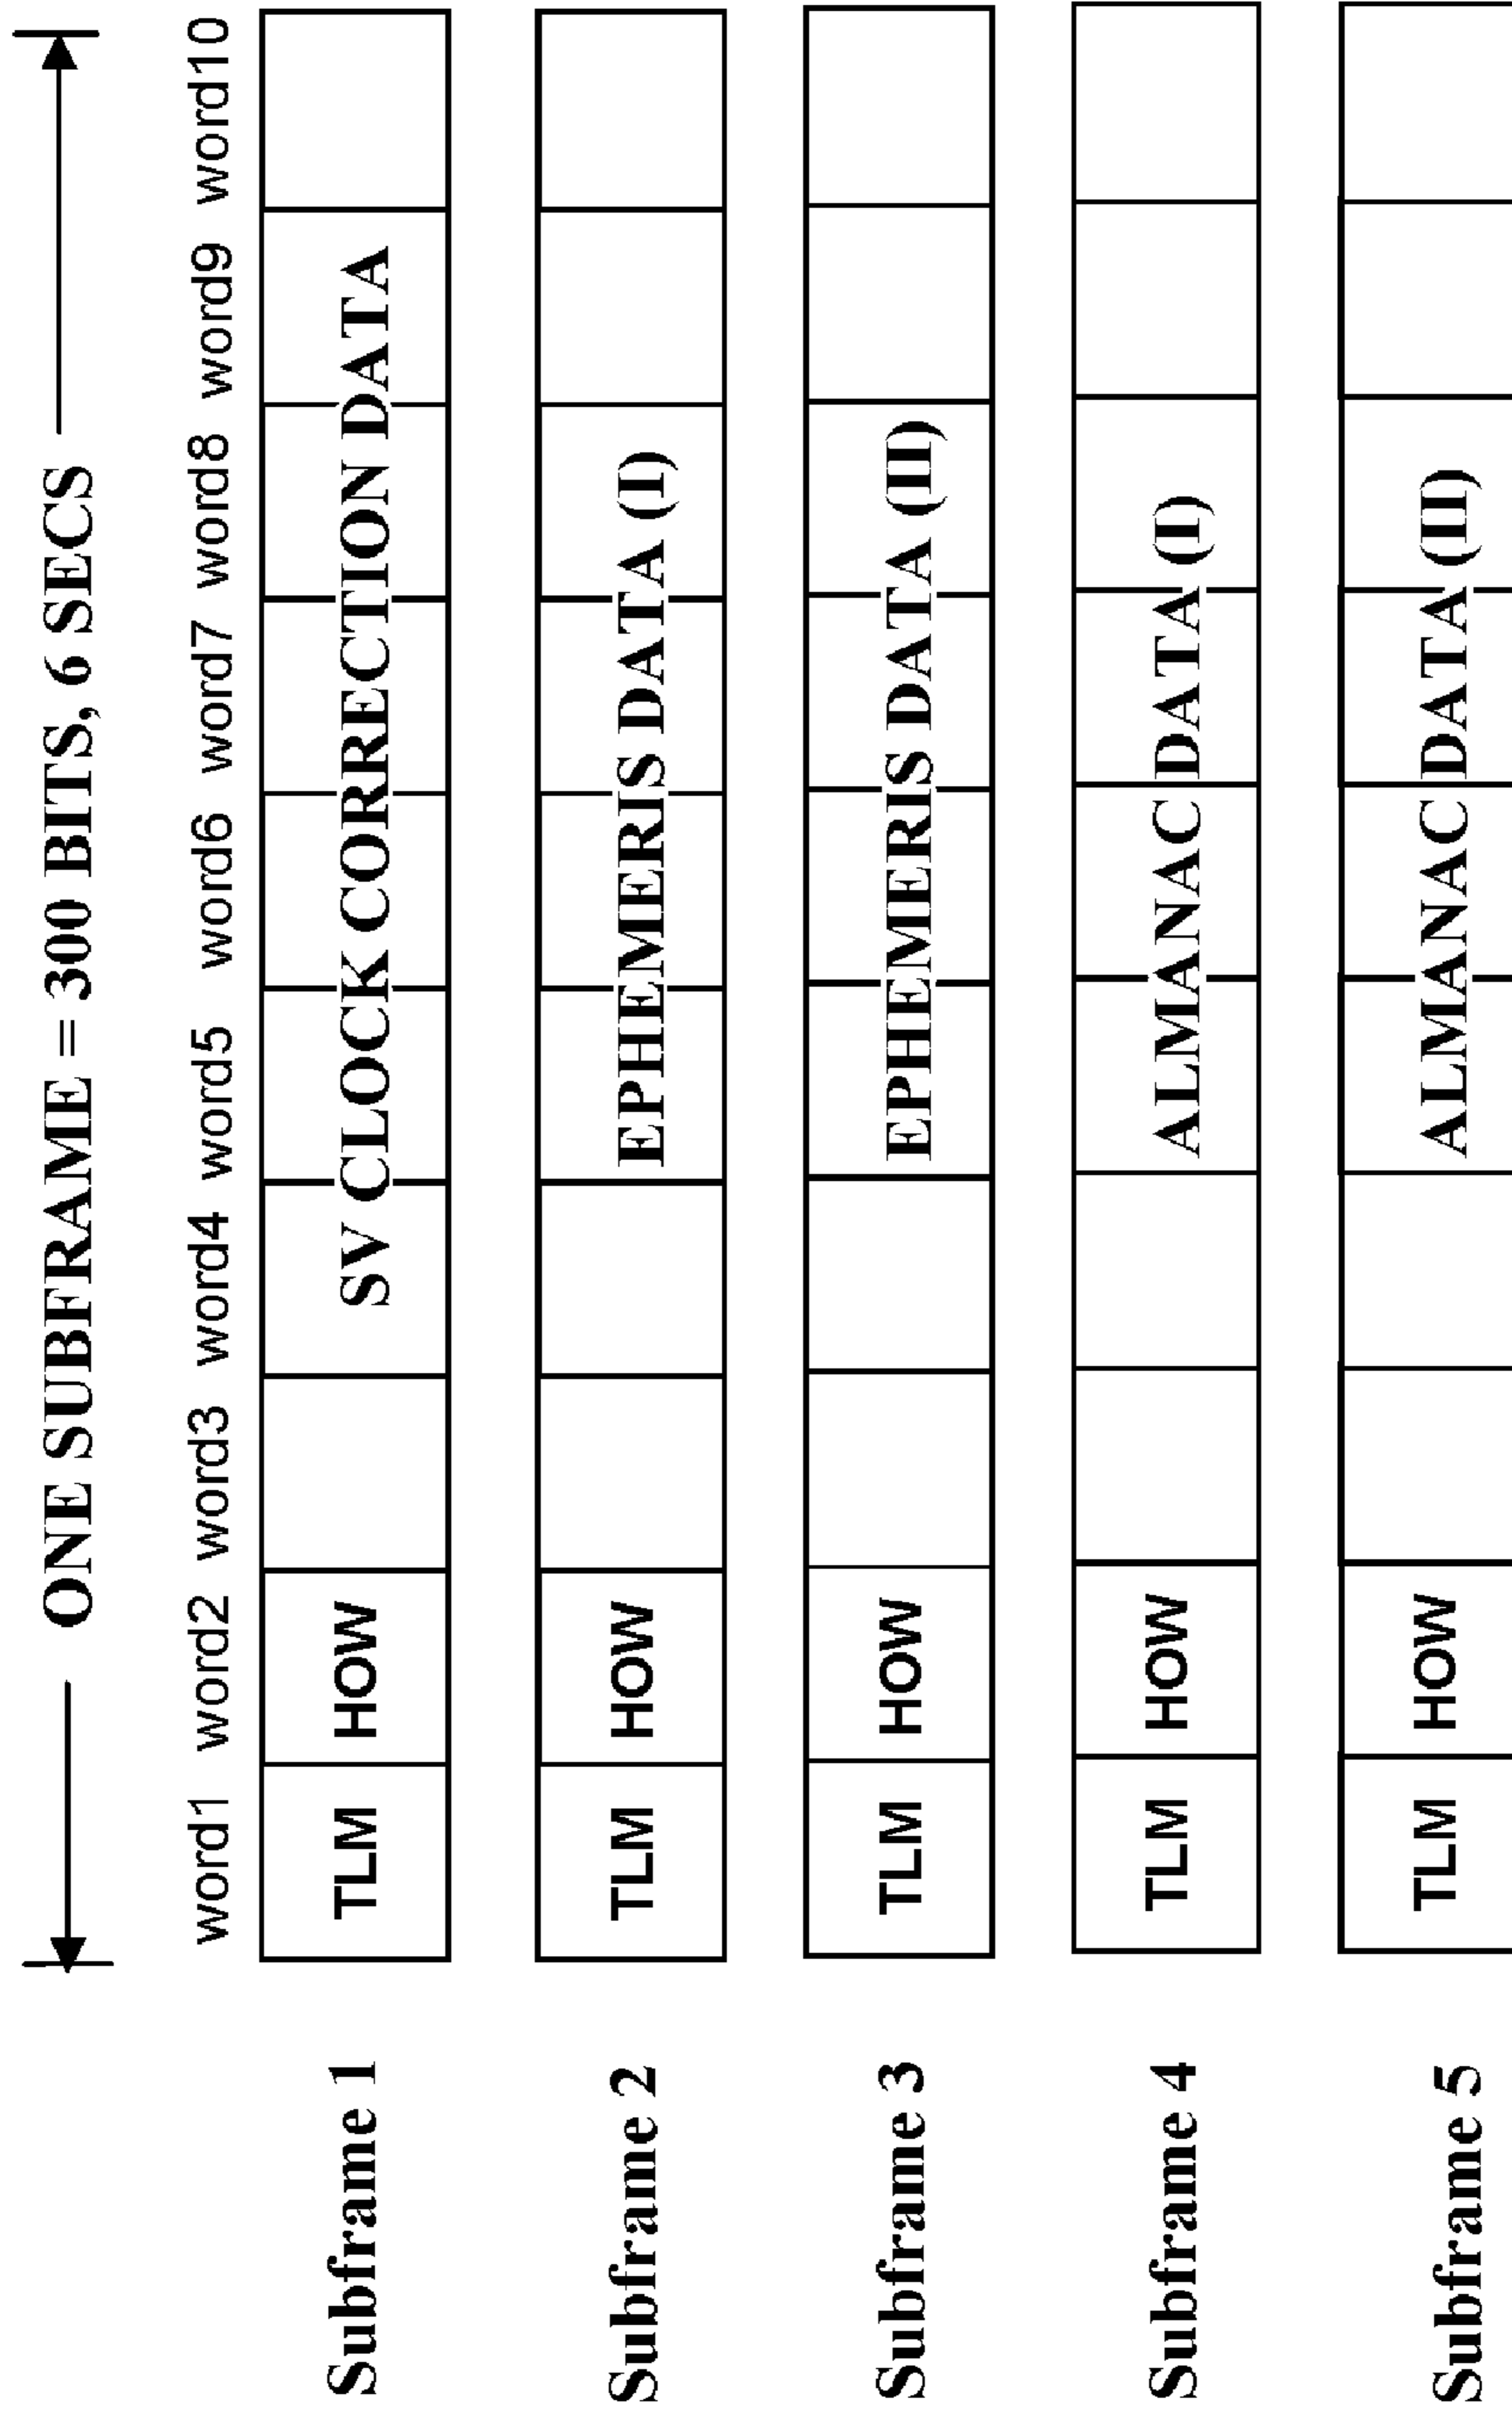 ONE SUBFRAME = 300 BITS, 6 SECS
word1 word2 word3 word4 word5 word6 word7 word8 word9 word10
Subframe 1 TLM HOW SV CLOCK CORRECTION DATA
Subframe 2 TLM HOW EPHEMERIS DATA (I)
Subframe 3 TLM HOW EPHEMERIS DATA (II)
Subframe 4 TLM HOW ALMANAC DATA (I)
Subframe 5 TLM HOW ALMANAC DATA (II)